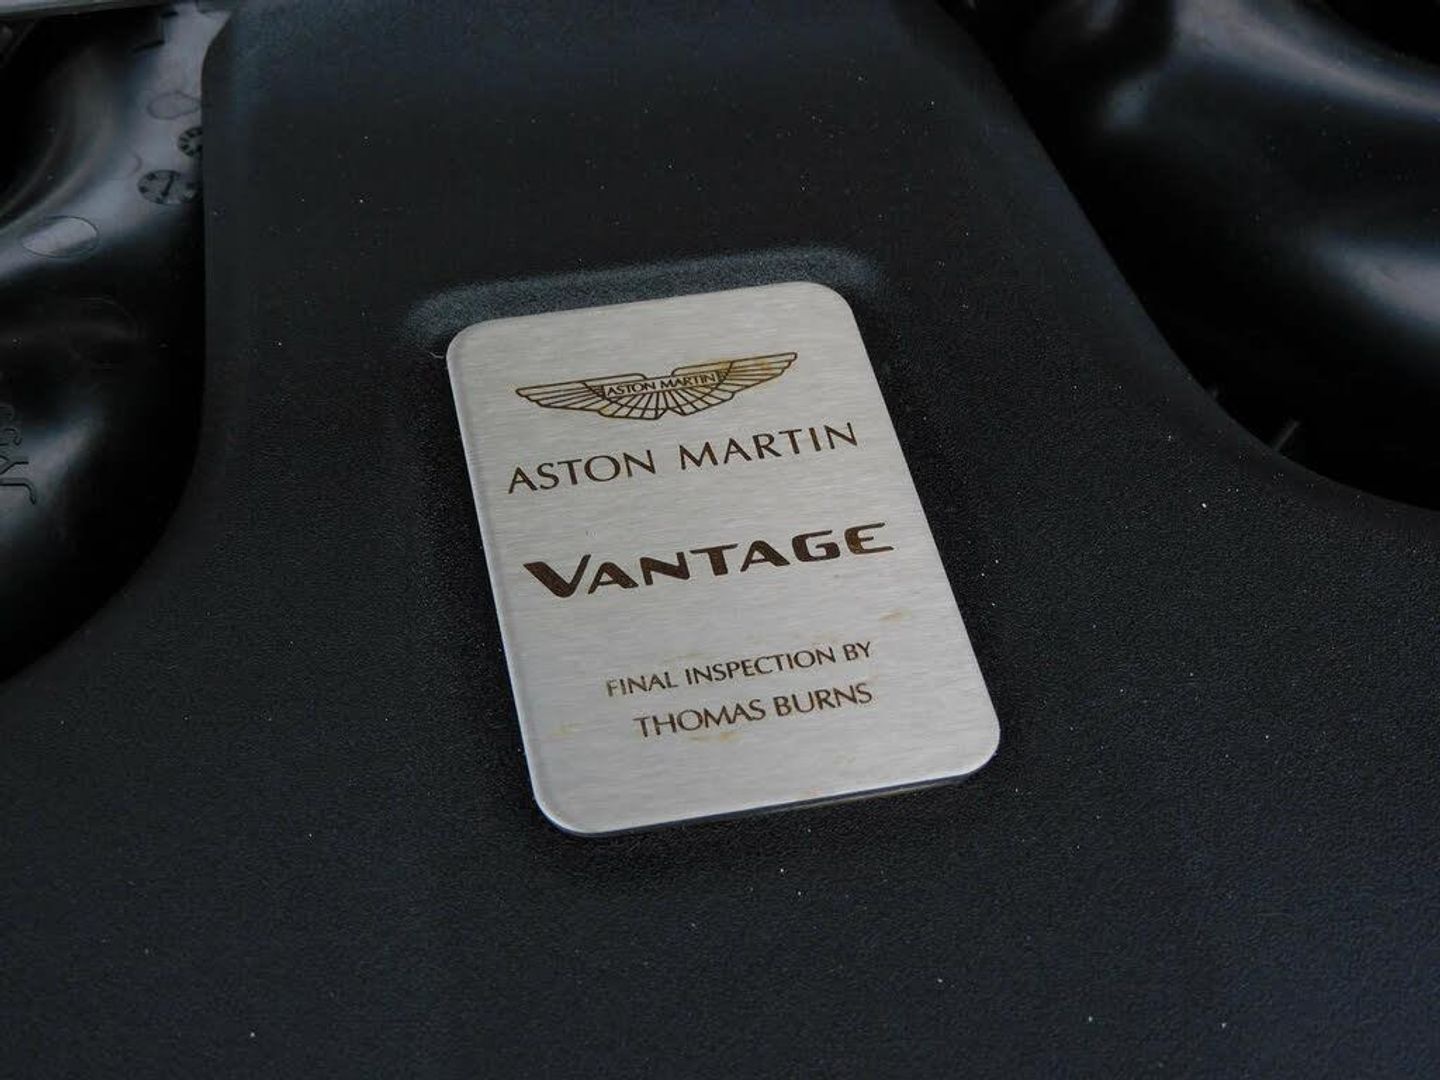 ASTON MARTIN
ASTON MARTIN
VANTAGE
FINAL INSPECTION BY
THOMAS BURNS